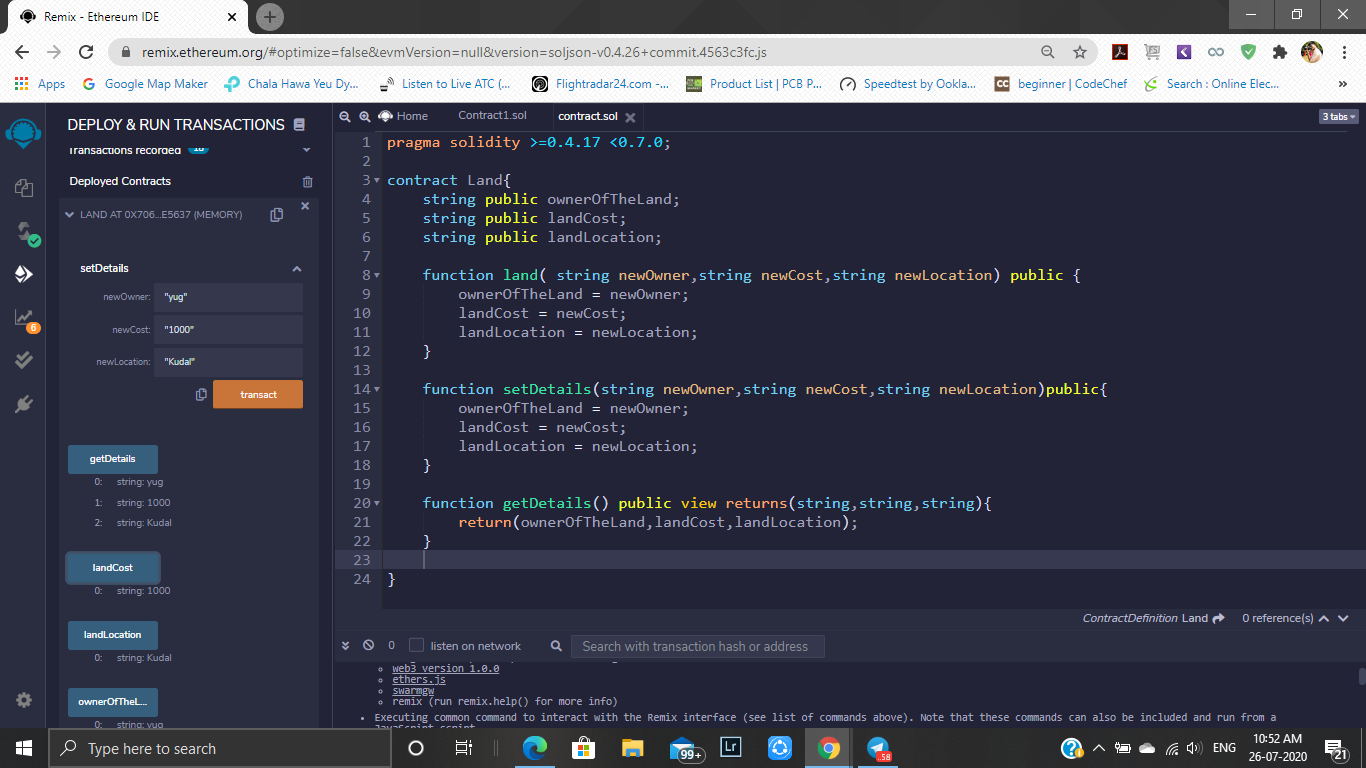 Remix - Ethereum IDE
remix.ethereum.org/#optimize=false&evmVersion=null&version=soljson-v0.4.26+commit.4563c3fc.js
Apps
Google Map Maker
Chala Hawa Yeu Dy...
Listen to Live ATC (...
Flightradar24.com -...
Product List | PCB P...
Speedtest by Ookla...
CC beginner | CodeChef
Search : Online Elec...
»
DEPLOY & RUN TRANSACTIONS
Transactions recorded
Deployed Contracts
LAND AT 0X706...E5637 (MEMORY)
setDetails
newOwner: "yug"
newCost: "1000"
newLocation: "Kudal"
transact
getDetails
0: string: yug
1: string: 1000
2: string: Kudal
landCost
0: string: 1000
landLocation
0: string: Kudal
ownerOfTheL...
0: string: yug
6
Home
Contract1.sol
contract.sol
3 tabs
1 pragma solidity >=0.4.17 <0.7.0;
2
3 contract Land{
4 string public ownerOfTheLand;
5 string public landCost;
6 string public landLocation;
7
8 function land( string newOwner,string newCost,string newLocation) public {
9 ownerOfTheLand = newOwner;
10 landCost = newCost;
11 landLocation = newLocation;
12 }
13
14 function setDetails(string newOwner,string newCost,string newLocation)public{
15 ownerOfTheLand = newOwner;
16 landCost = newCost;
17 landLocation = newLocation;
18 }
19
20 function getDetails() public view returns(string,string,string){
21 return(ownerOfTheLand,landCost,landLocation);
22 }
23
24 }
ContractDefinition Land 0 reference(s)
0 listen on network Search with transaction hash or address
web3 version 1.0.0
ethers.js
swarmgw
remix (run remix.help() for more info)
Executing common command to interact with the Remix interface (see list of commands above). Note that these commands can also be included and run from a
JavaScript script.
Type here to search
99+
Lr
58
ENG
10:52 AM
26-07-2020
21